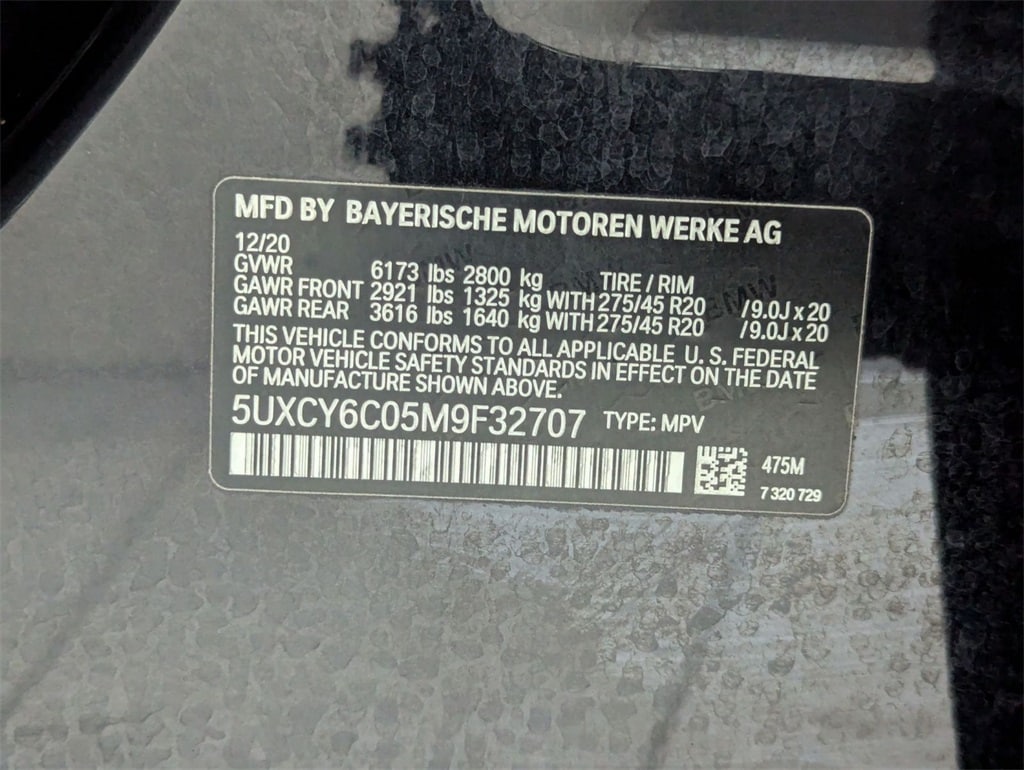 MFD BY BAYERISCHE MOTOREN WERKE AG
12/20
GVWR 6173 lbs 2800 kg TIRE / RIM
GAWR FRONT 2921 lbs 1325 kg WITH 275/45 R20 / 9.0J x 20
GAWR REAR 3616 lbs 1640 kg WITH 275/45 R20 / 9.0J x 20
THIS VEHICLE CONFORMS TO ALL APPLICABLE U. S. FEDERAL
MOTOR VEHICLE SAFETY STANDARDS IN EFFECT ON THE DATE
OF MANUFACTURE SHOWN ABOVE.
5UXCY6C05M9F32707 TYPE: MPV
475M
7 320 729